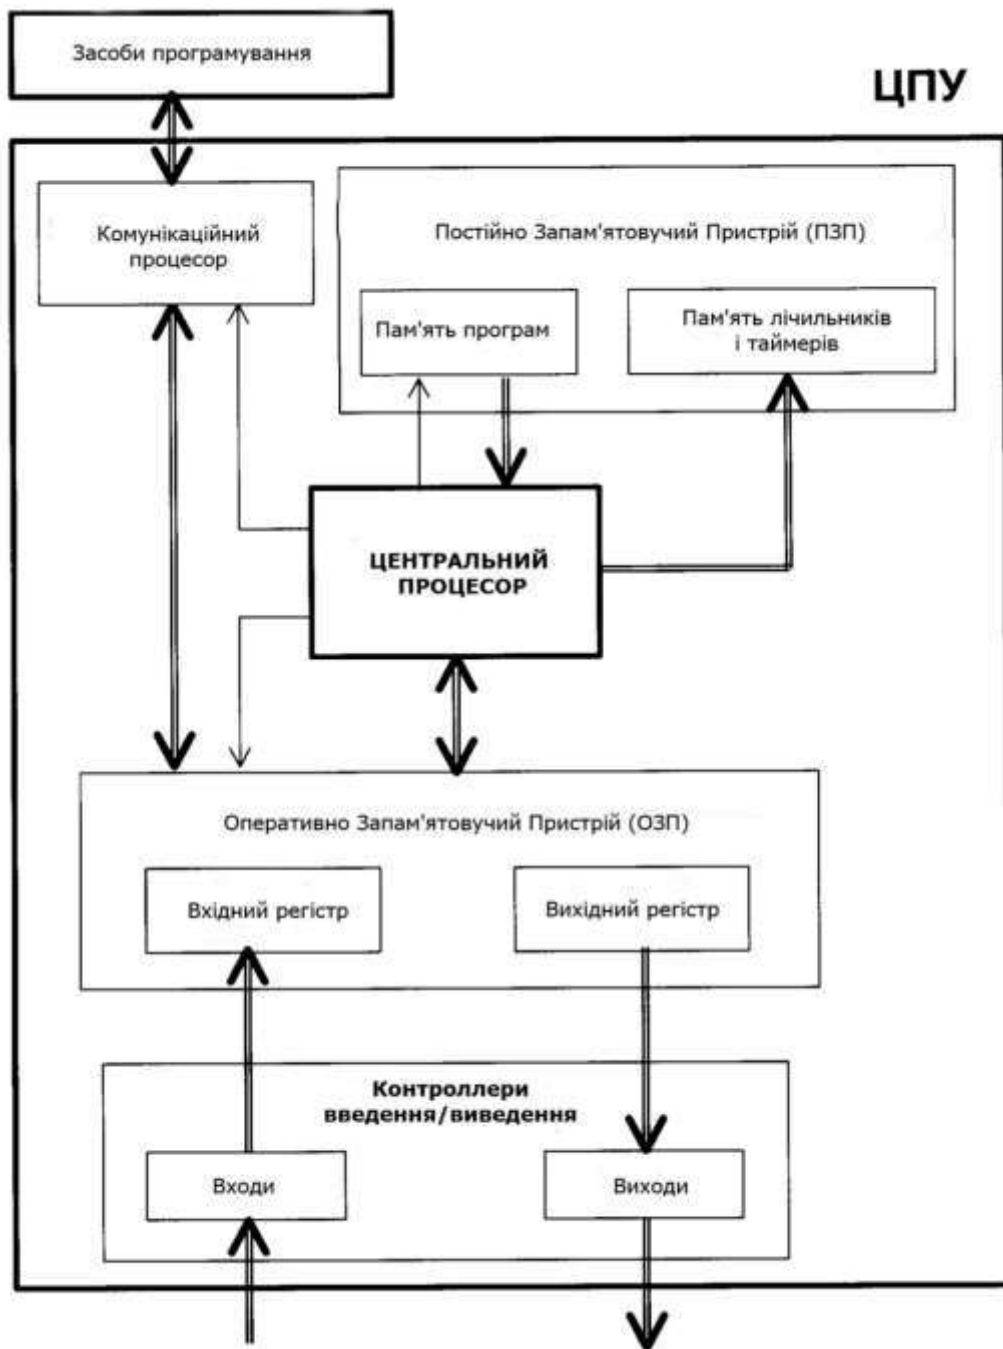 Засоби програмування
ЦПУ
Комунікаційний
процесор
Постійно Запам'ятовучий Пристрій (ПЗП)
Пам'ять програм
Пам'ять лічильників
і таймерів
ЦЕНТРАЛЬНИЙ
ПРОЦЕСОР
Оперативно Запам'ятовучий Пристрій (ОЗП)
Вхідний регістр
Вихідний регістр
Контроллери
введення/виведення
Входи
Виходи